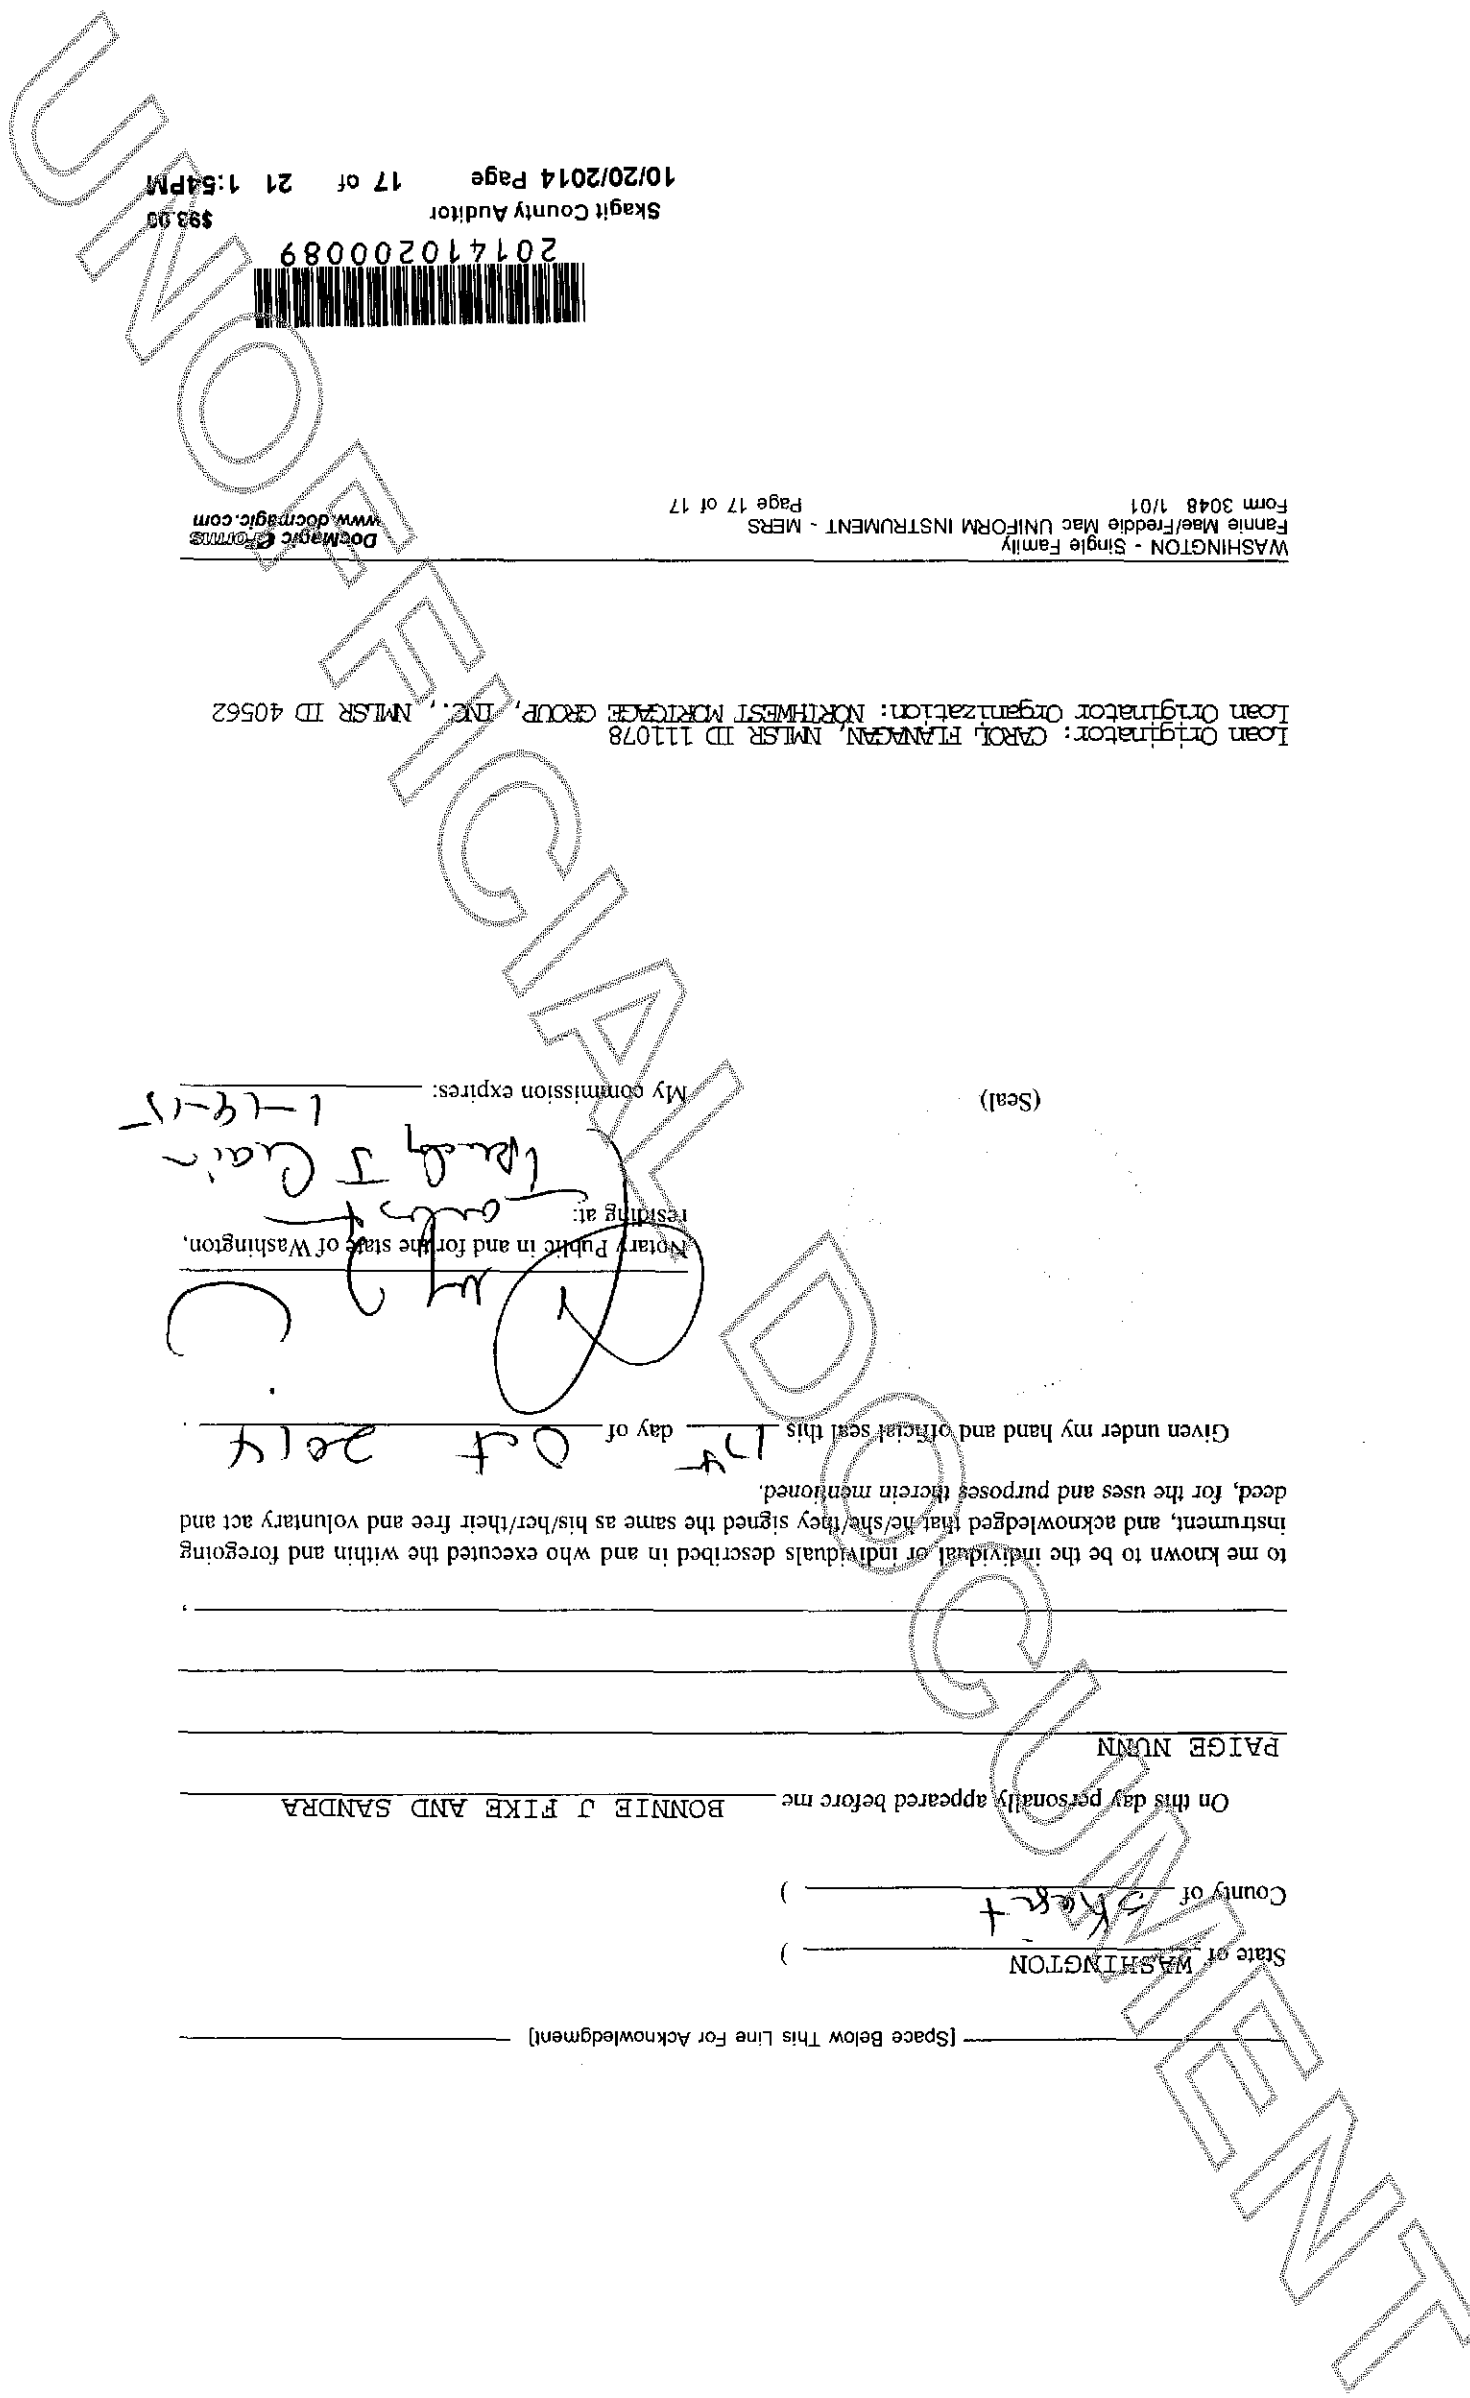 [Space Below This Line For Acknowledgment]
State of WASHINGTON )
County of Skagit )
On this day personally appeared before me BONNIE J FIKE AND SANDRA
PAIGE NUNN
,
to me known to be the individual or individuals described in and who executed the within and foregoing
instrument, and acknowledged that he/she/they signed the same as his/her/their free and voluntary act and
deed, for the uses and purposes therein mentioned.
Given under my hand and official seal this 17th day of Oct 2014 .
Notary Public in and for the state of Washington,
residing at:
J Crain
(Seal) My commission expires: 1-19-15
Loan Originator: CAROL FLANAGAN, NMLSR ID 111078
Loan Originator Organization: NORTHWEST MORTGAGE GROUP, INC., NMLSR ID 40562
WASHINGTON - Single Family
Fannie Mae/Freddie Mac UNIFORM INSTRUMENT - MERS DocMagic eForms
Form 3048 1/01 Page 17 of 17 www.docmagic.com
201410200089
Skagit County Auditor $93.00
10/20/2014 Page 17 of 21 1:54PM
UNOFFICIAL DOCUMENT